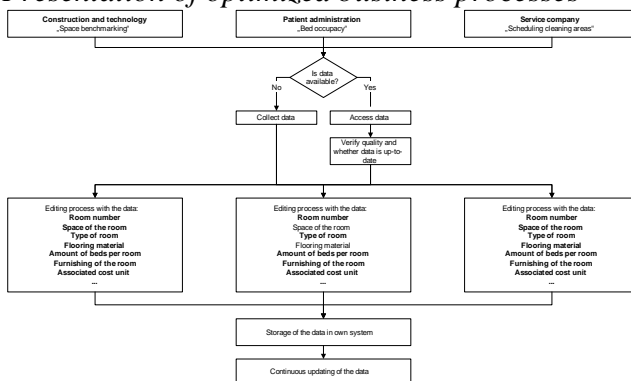 Presentation of optimized business processes
Construction and technology
„Space benchmarking“
Patient administration
„Bed occupacy“
Service company
„Scheduling cleaning areas“
Is data
available?
No
Yes
Collect data
Access data
Verify quality and
whether data is up-to-
date
Editing process with the data:
Room number
Space of the room
Type of room
Flooring material
Amount of beds per room
Furnishing of the room
Associated cost unit
...
Editing process with the data:
Room number
Space of the room
Type of room
Flooring material
Amount of beds per room
Furnishing of the room
Associated cost unit
...
Editing process with the data:
Room number
Space of the room
Type of room
Flooring material
Amount of beds per room
Furnishing of the room
Associated cost unit
...
Storage of the data in own system
Continuous updating of the data